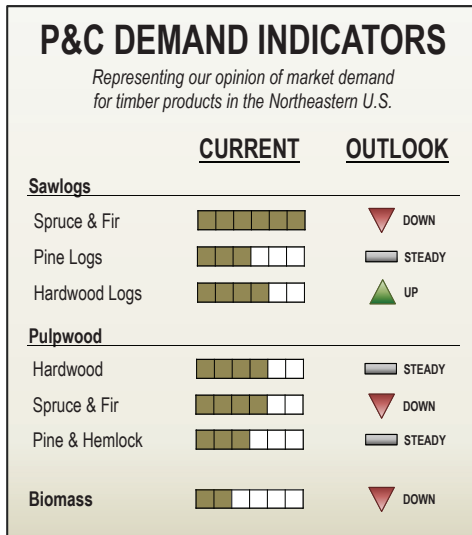 P&C DEMAND INDICATORS
Representing our opinion of market demand
for timber products in the Northeastern U.S.
CURRENT OUTLOOK
Sawlogs
Spruce & Fir DOWN
Pine Logs STEADY
Hardwood Logs UP
Pulpwood
Hardwood STEADY
Spruce & Fir DOWN
Pine & Hemlock STEADY
Biomass DOWN